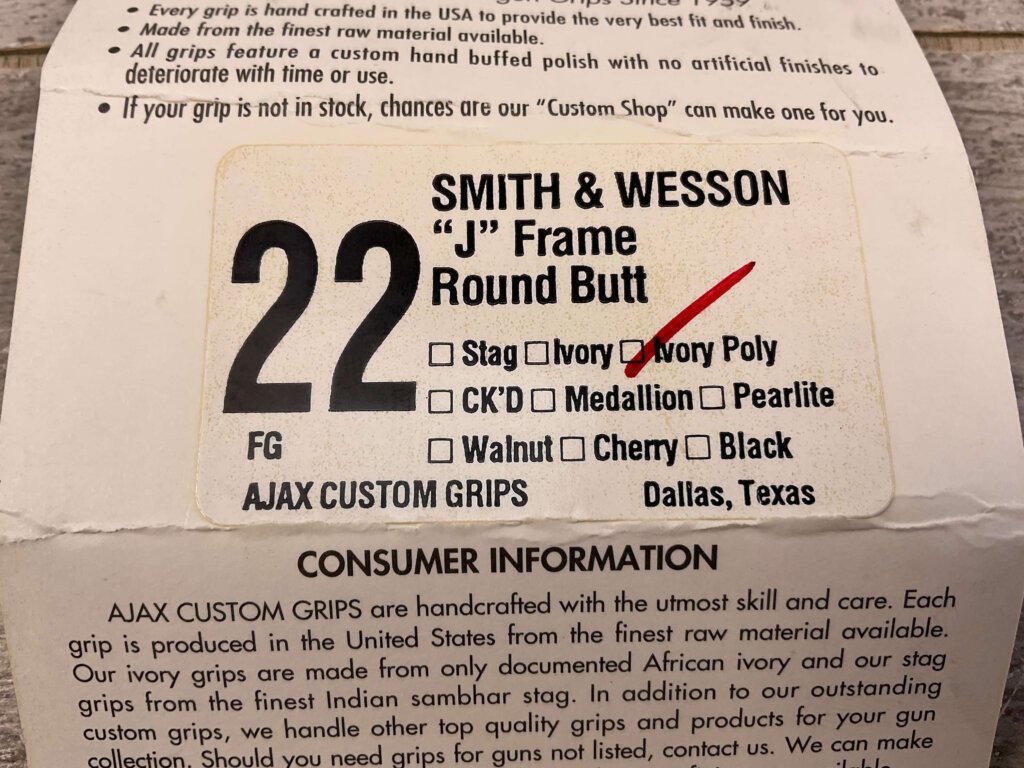 Grips Since 1959
• Every grip is hand crafted in the USA to provide the very best fit and finish.
• Made from the finest raw material available.
• All grips feature a custom hand buffed polish with no artificial finishes to
deteriorate with time or use.
• If your grip is not in stock, chances are our "Custom Shop" can make one for you.
22
FG
SMITH & WESSON
"J" Frame
Round Butt
☐ Stag ☐ Ivory ☐ Ivory Poly
☐ CK'D ☐ Medallion ☐ Pearlite
☐ Walnut ☐ Cherry ☐ Black
AJAX CUSTOM GRIPS Dallas, Texas
CONSUMER INFORMATION
AJAX CUSTOM GRIPS are handcrafted with the utmost skill and care. Each
grip is produced in the United States from the finest raw material available.
Our ivory grips are made from only documented African ivory and our stag
grips from the finest Indian sambhar stag. In addition to our outstanding
custom grips, we handle other top quality grips and products for your gun
collection. Should you need grips for guns not listed, contact us. We can make